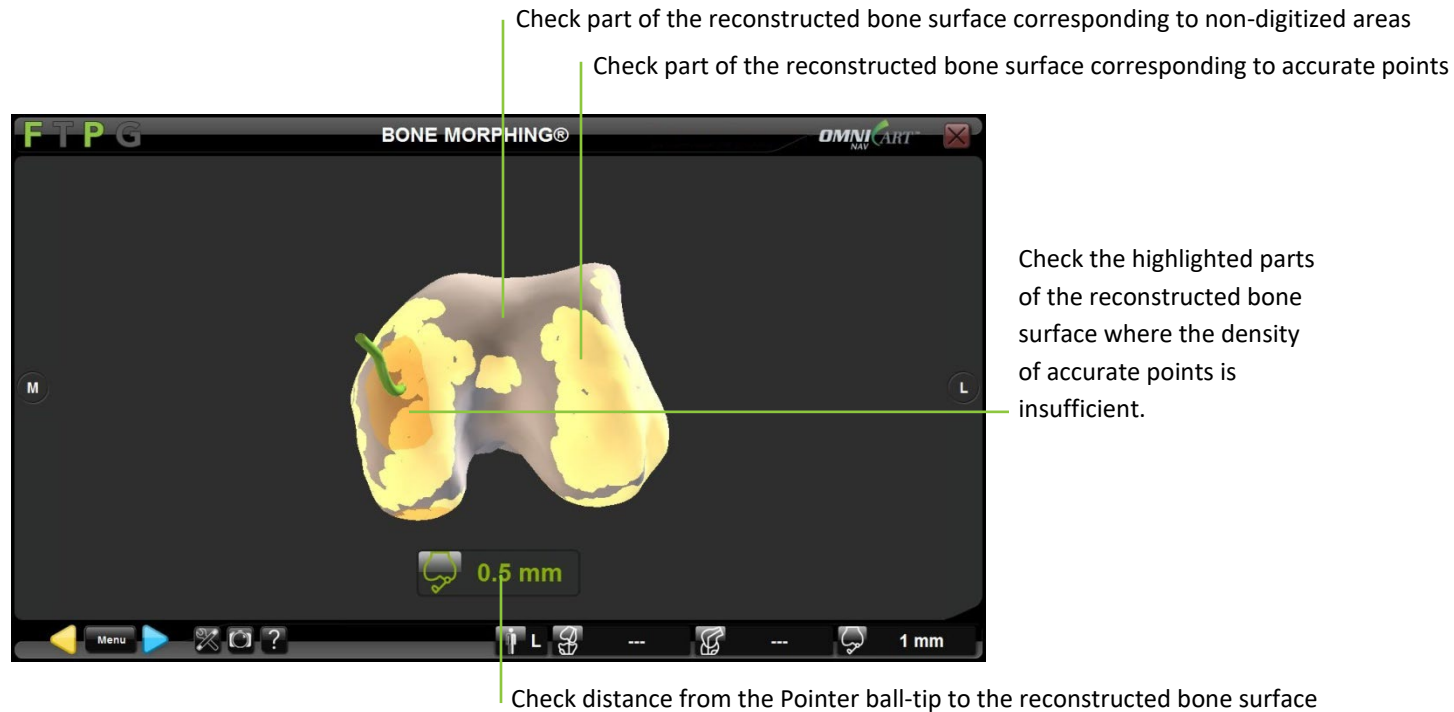 Check part of the reconstructed bone surface corresponding to non-digitized areas
Check part of the reconstructed bone surface corresponding to accurate points
F T P G
BONE MORPHING®
OMNI CART™
NAV
Check the highlighted parts
of the reconstructed bone
surface where the density
of accurate points is
insufficient.
M
L
0.5 mm
Menu
?
L
---
---
1 mm
Check distance from the Pointer ball-tip to the reconstructed bone surface